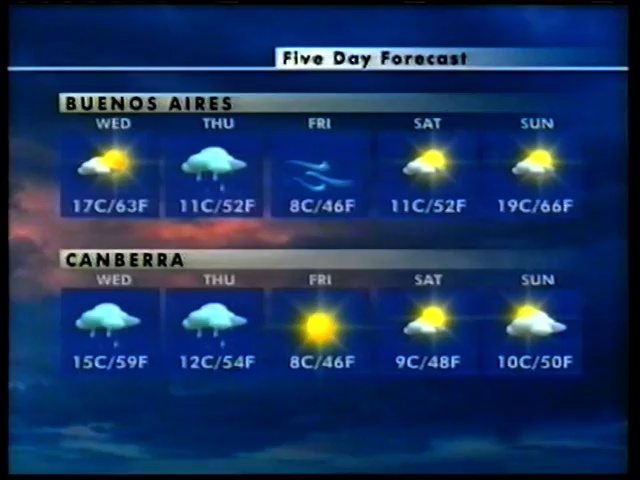 Five Day Forecast
BUENOS AIRES
WED THU FRI SAT SUN
17C/63F 11C/52F 8C/46F 11C/52F 19C/66F
CANBERRA
WED THU FRI SAT SUN
15C/59F 12C/54F 8C/46F 9C/48F 10C/50F